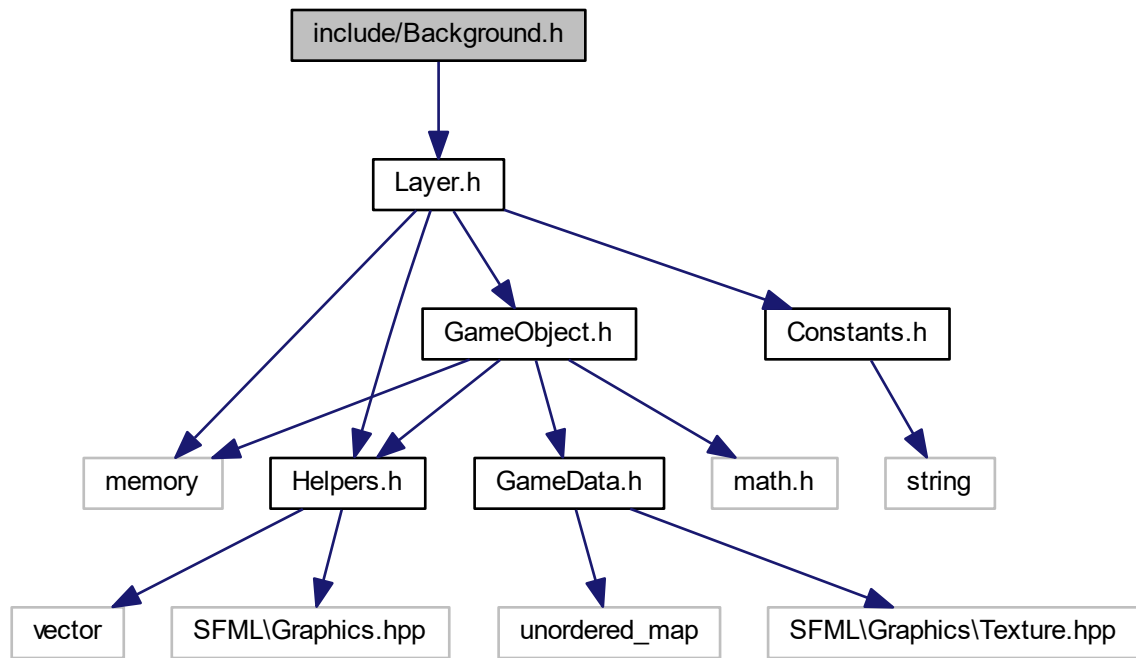 include/Background.h
Layer.h
GameObject.h
Constants.h
memory
Helpers.h
GameData.h
math.h
string
vector
SFML\Graphics.hpp
unordered_map
SFML\Graphics\Texture.hpp